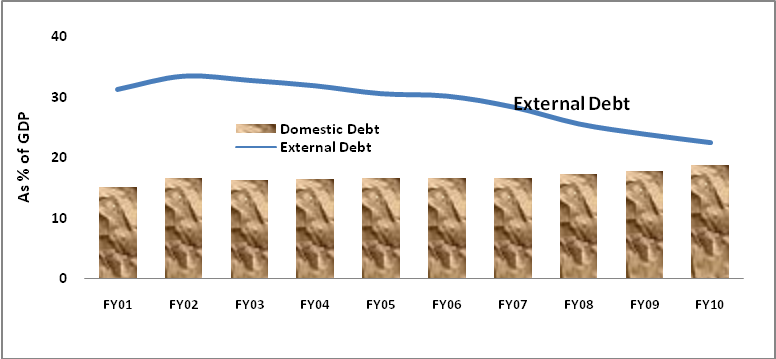 40
30
20
10
0
As % of GDP
External Debt
Domestic Debt
External Debt
FY01 FY02 FY03 FY04 FY05 FY06 FY07 FY08 FY09 FY10